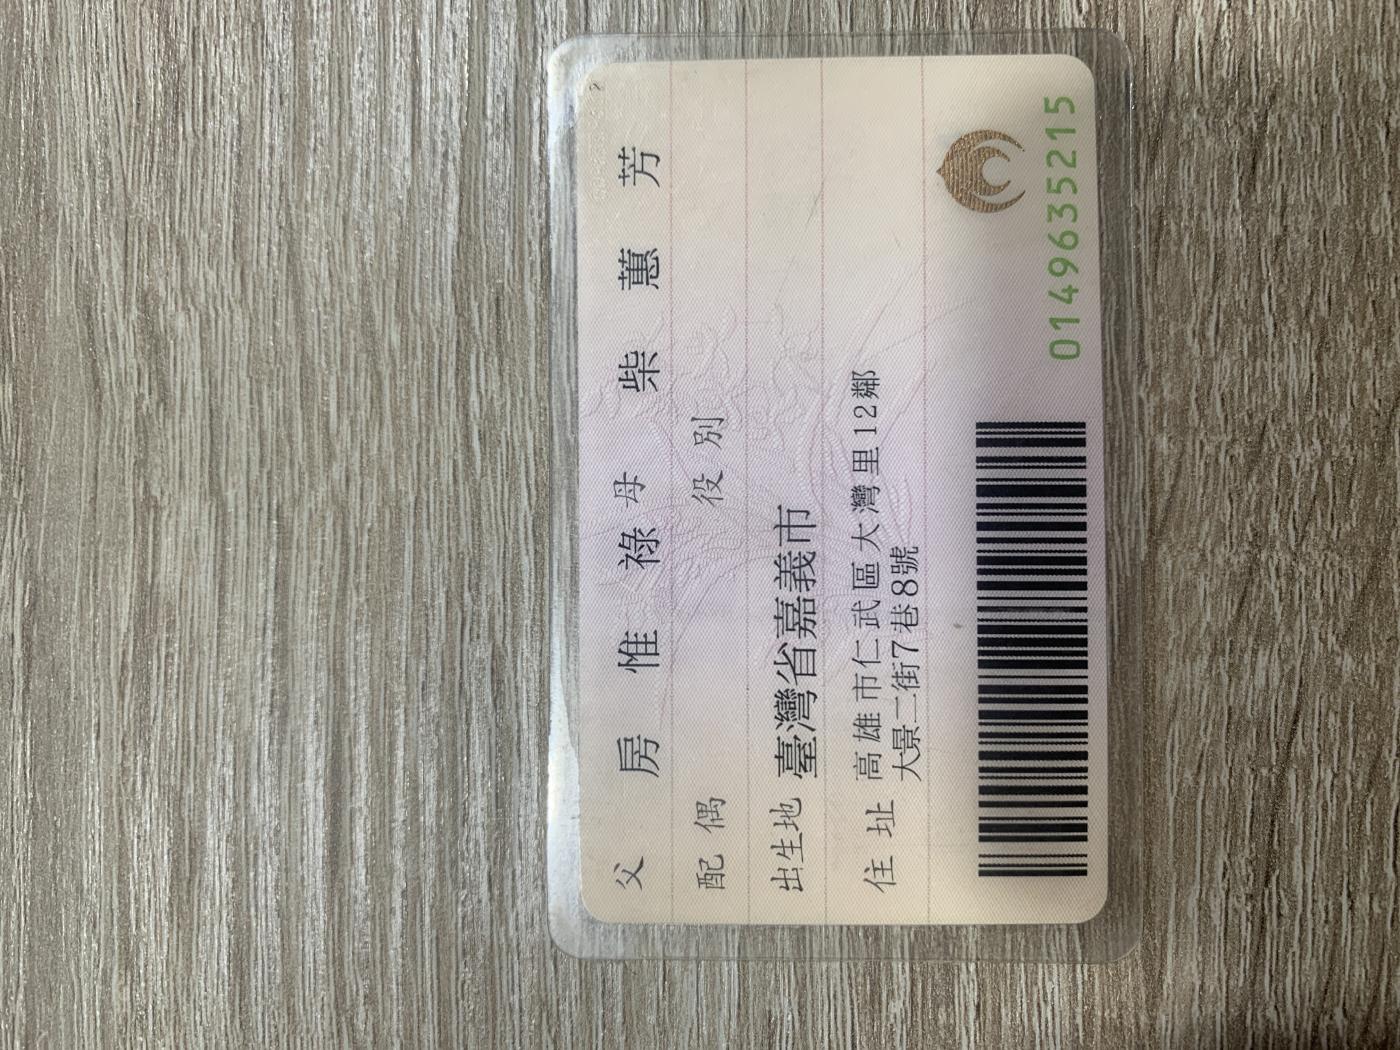 父 房惟祿 母 柴蕙芳
配偶 役別
出生地 臺灣省嘉義市
住址 高雄市仁武區大灣里12鄰
大景二街7巷8號
0149635215